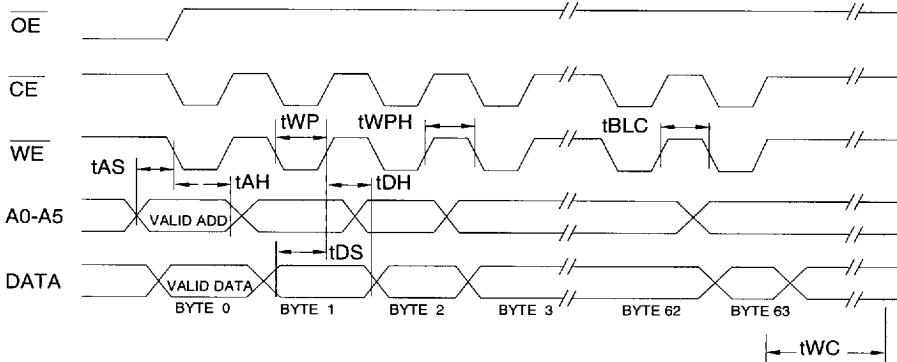 OE
CE
tWP tWPH tBLC
WE
tAS tAH tDH
A0-A5 VALID ADD
tDS
DATA VALID DATA
BYTE 0 BYTE 1 BYTE 2 BYTE 3 BYTE 62 BYTE 63
tWC